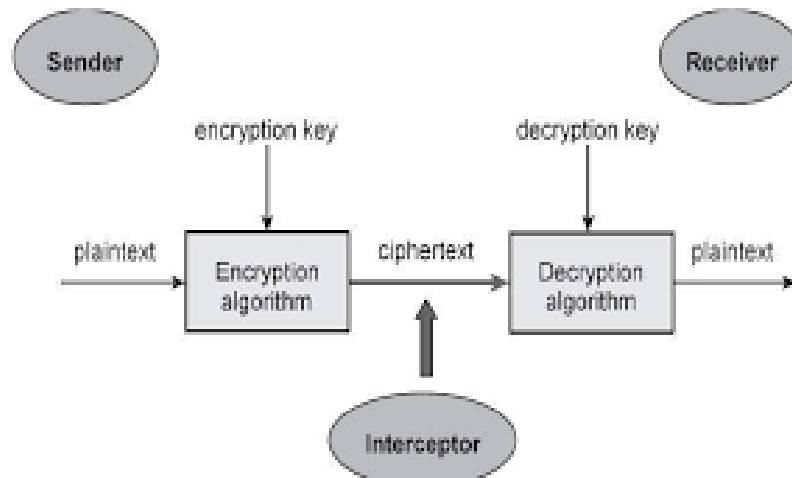 Sender
Receiver
encryption key
decryption key
plaintext
Encryption
algorithm
ciphertext
Decryption
algorithm
plaintext
Interceptor